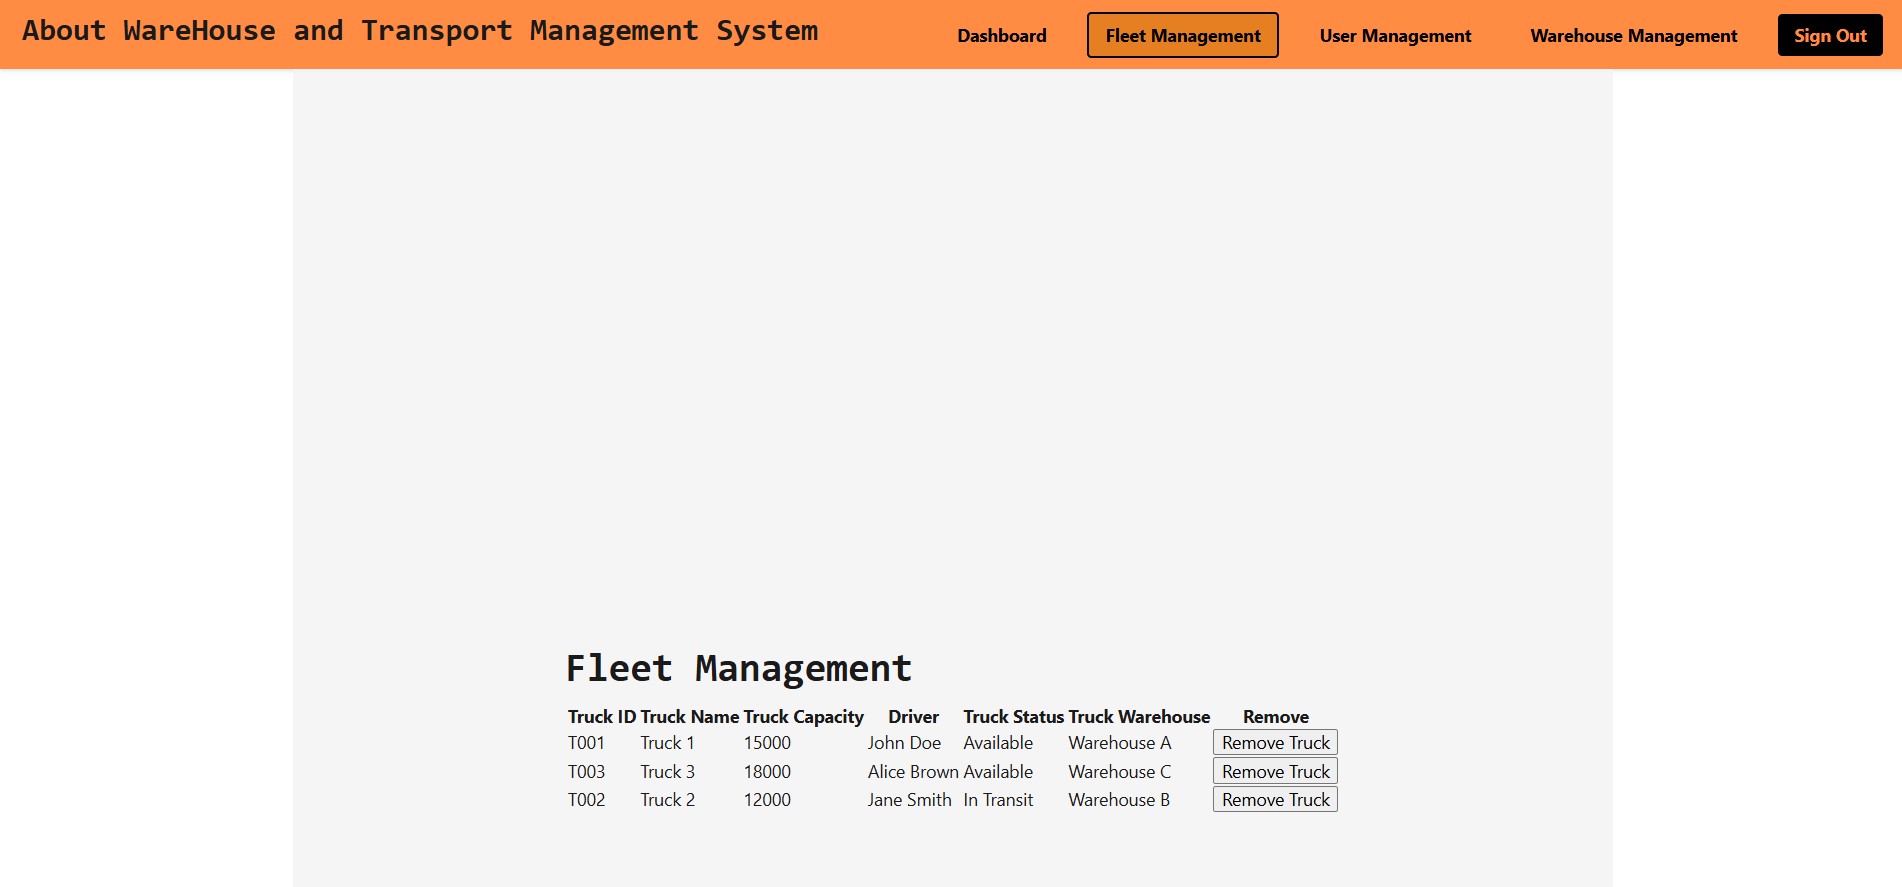 About WareHouse and Transport Management System Dashboard Fleet Management User Management Warehouse Management Sign Out
Fleet Management
Truck ID Truck Name Truck Capacity Driver Truck Status Truck Warehouse Remove
T001 Truck 1 15000 John Doe Available Warehouse A Remove Truck
T003 Truck 3 18000 Alice Brown Available Warehouse C Remove Truck
T002 Truck 2 12000 Jane Smith In Transit Warehouse B Remove Truck